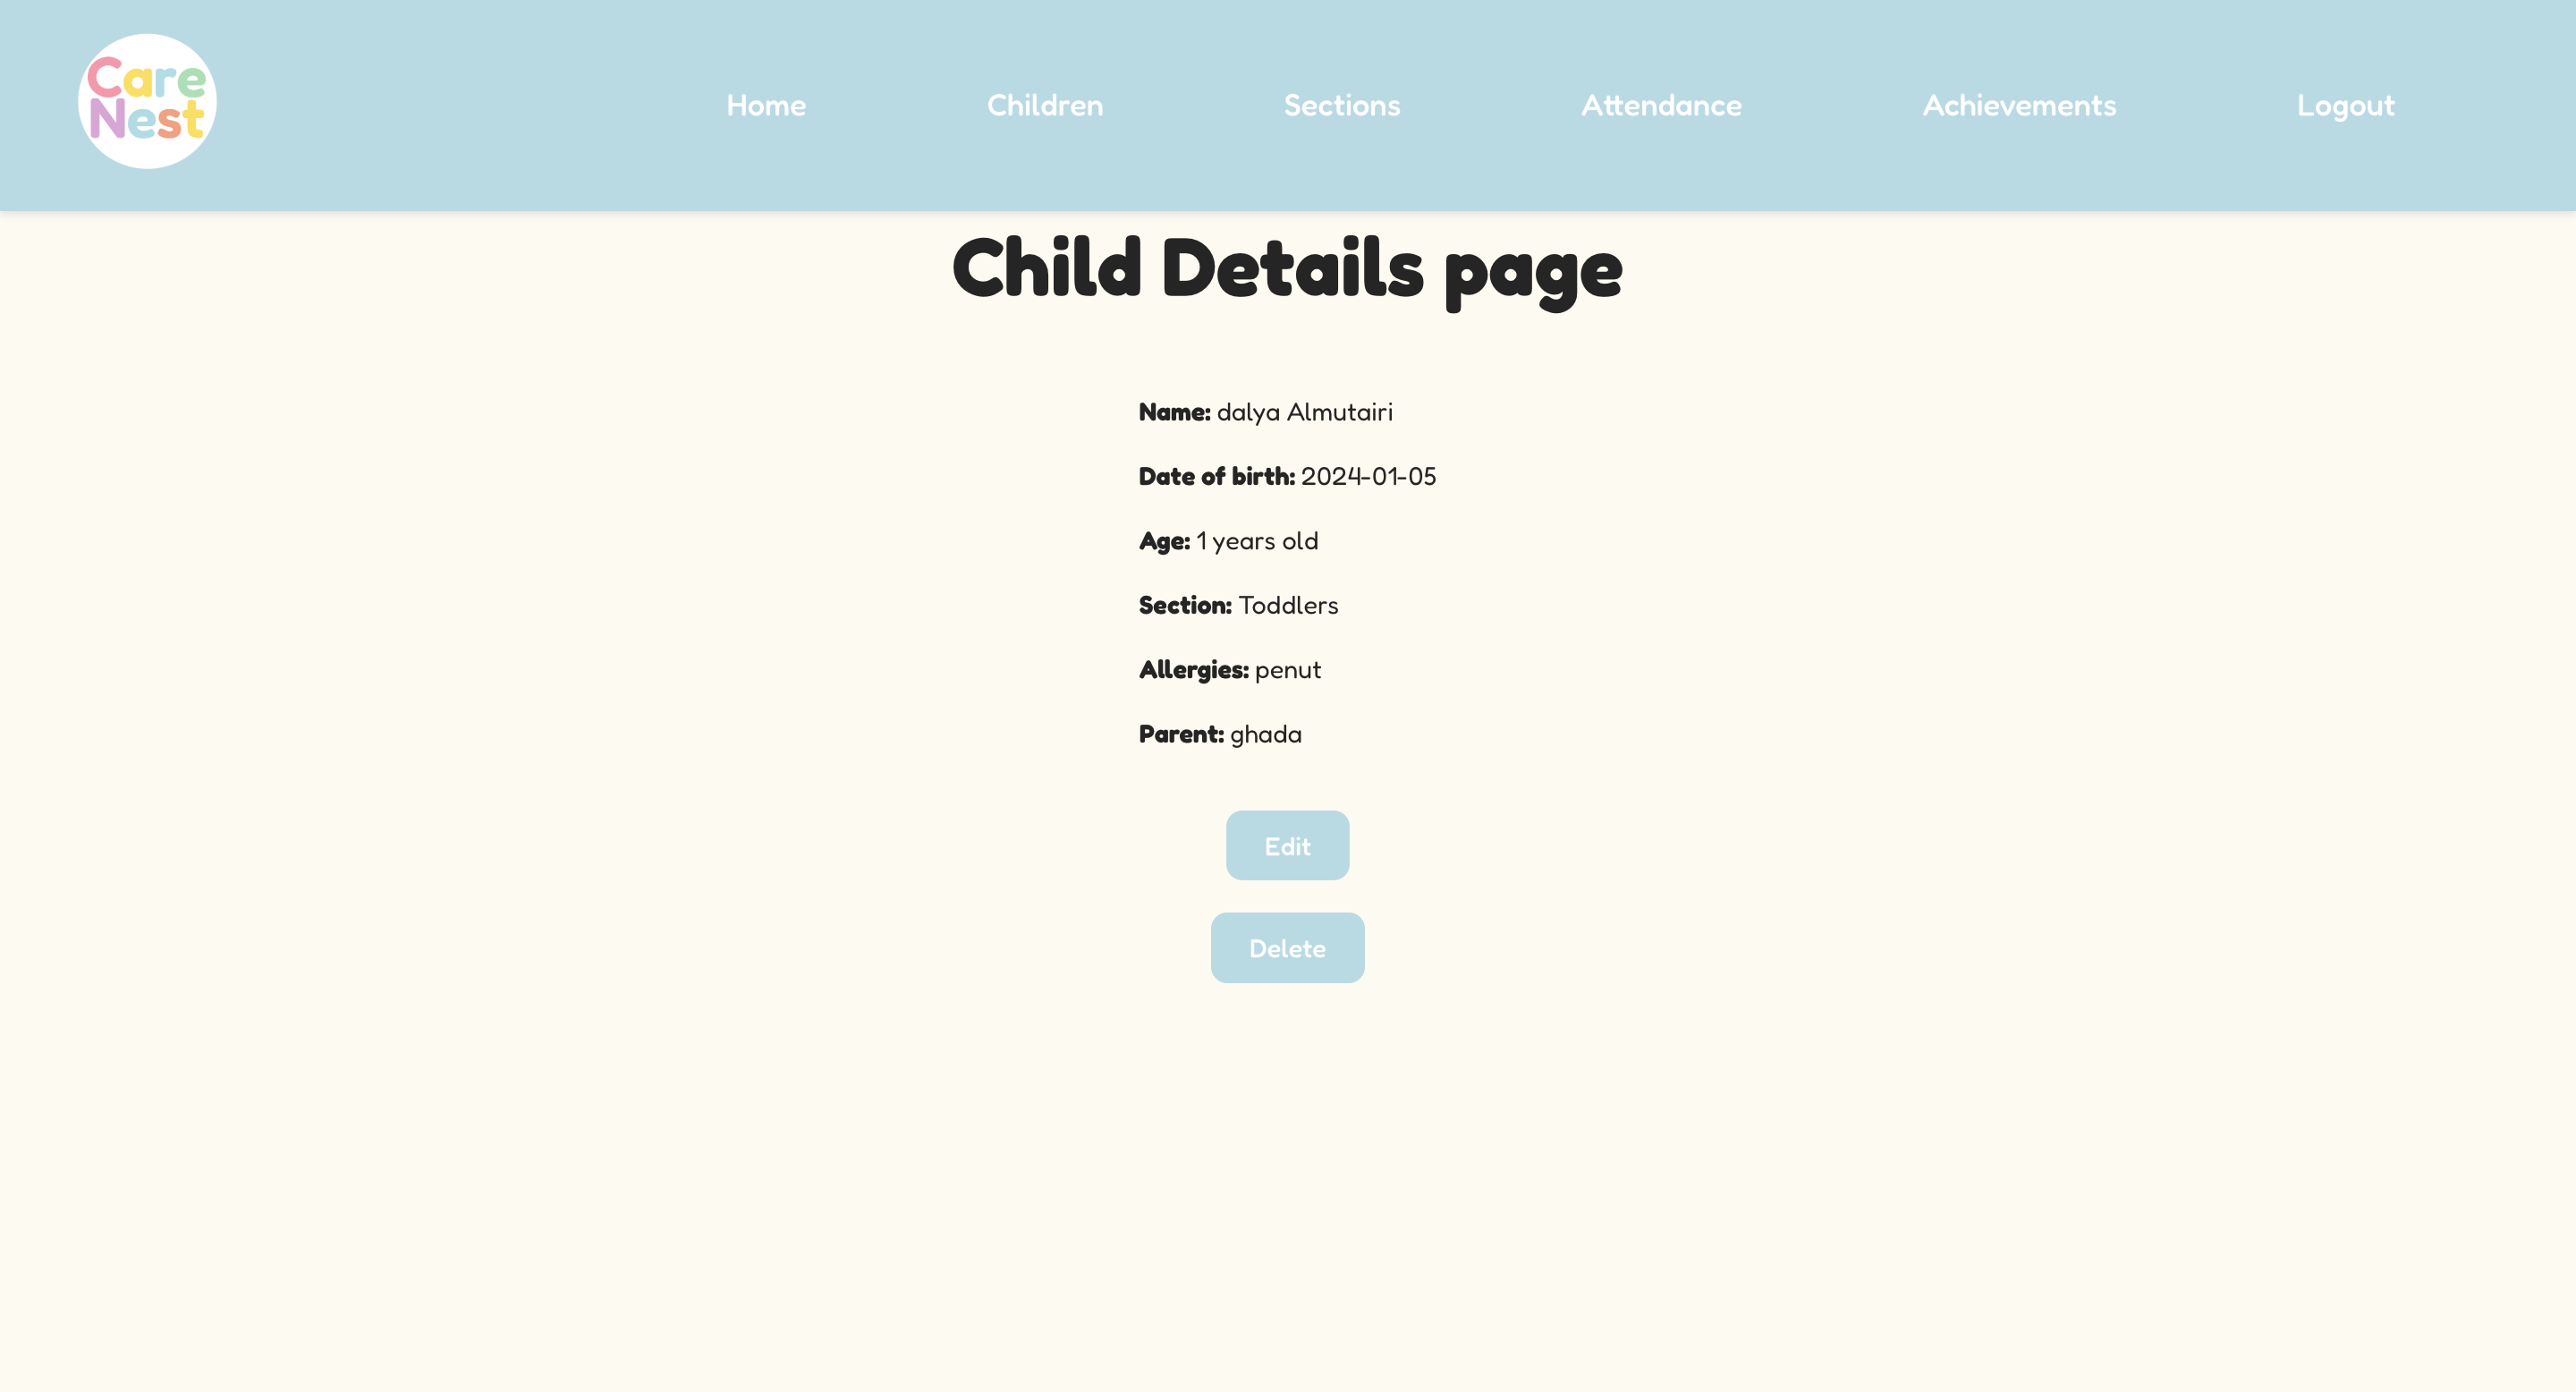 Care
Nest
Home Children Sections Attendance Achievements Logout
Child Details page
Name: dalya Almutairi
Date of birth: 2024-01-05
Age: 1 years old
Section: Toddlers
Allergies: penut
Parent: ghada
Edit
Delete